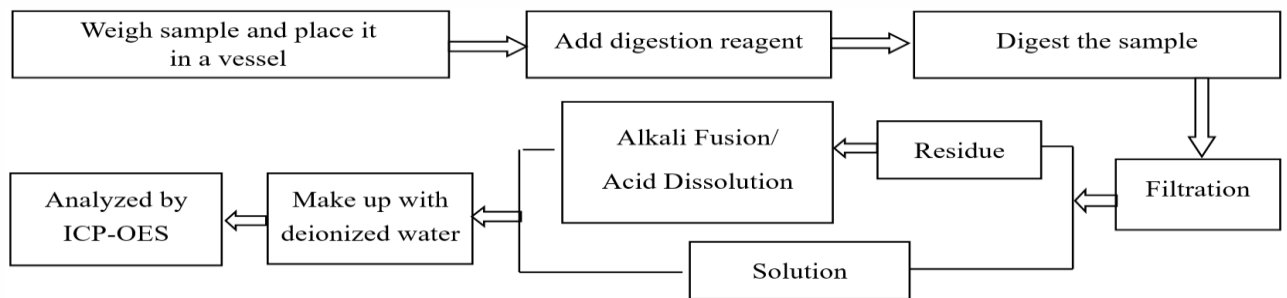 Weigh sample and place it
in a vessel
Add digestion reagent
Digest the sample
Filtration
Residue
Alkali Fusion/
Acid Dissolution
Solution
Make up with
deionized water
Analyzed by
ICP-OES